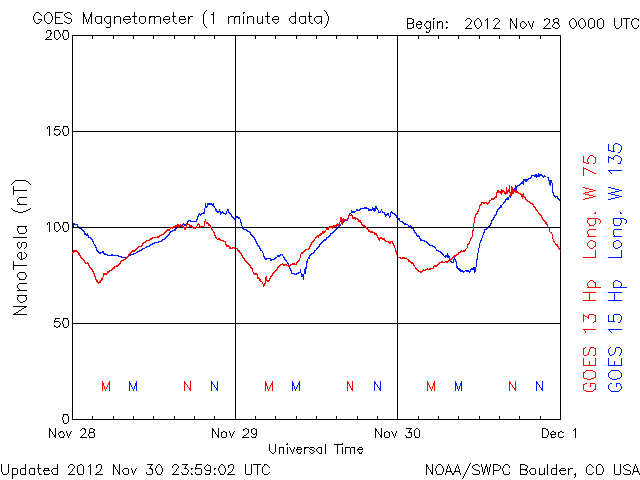 GOES Magnetometer (1 minute data)
Begin: 2012 Nov 28 0000 UTC
200
150
100
50
0
NanoTesla (nT)
M M N N M M N N M M N N
Nov 28 Nov 29 Nov 30 Dec 1
Universal Time
GOES 13 Hp Long. W 75
GOES 15 Hp Long. W 135
Updated 2012 Nov 30 23:59:02 UTC
NOAA/SWPC Boulder, CO USA